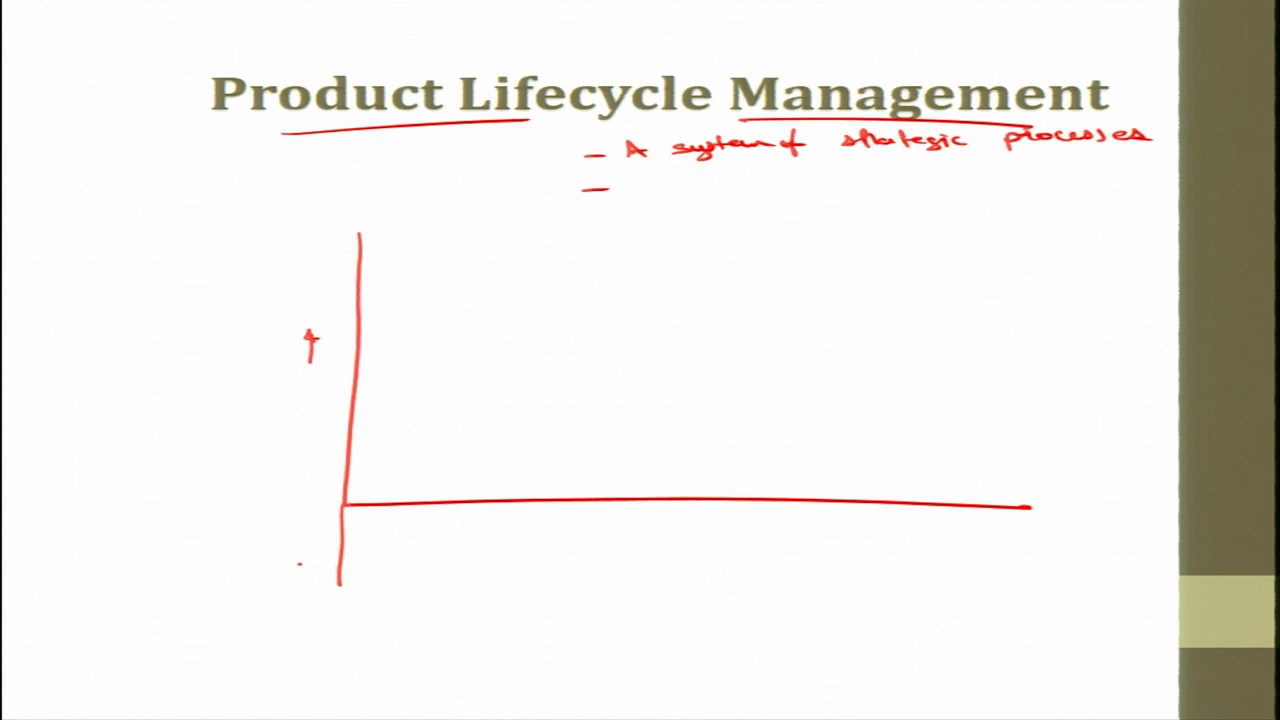 Product Lifecycle Management
– A system of strategic processes
–